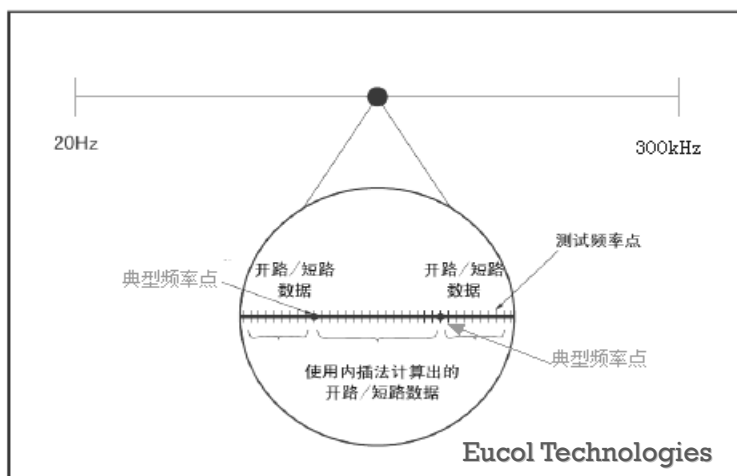 20Hz
300kHz
测试频率点
开路/短路
数据
开路/短路
数据
典型频率点
典型频率点
使用内插法计算出的
开路/短路数据
Eucol Technologies